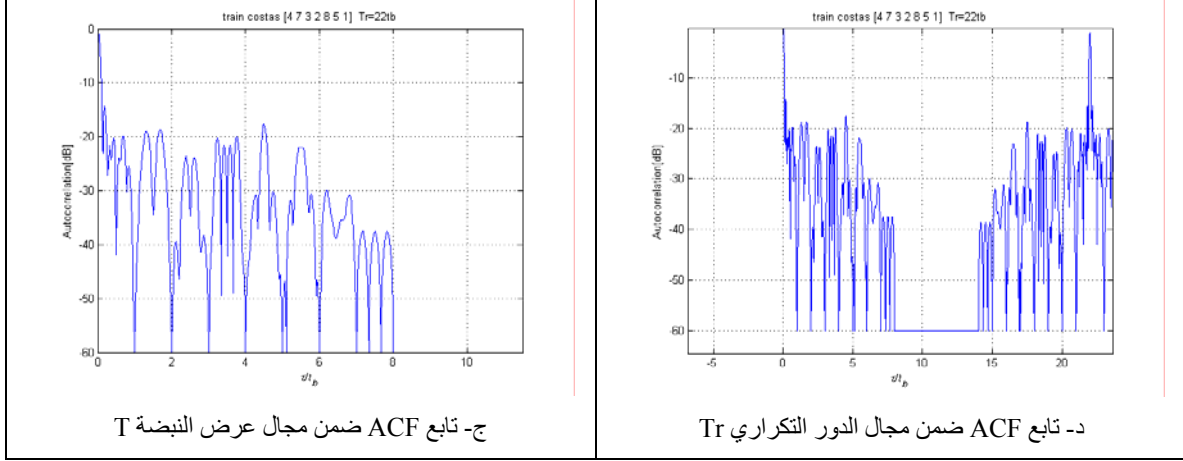 train costas [4 7 3 2 8 5 1] Tr=22tb
0
-10
-20
-30
-40
-50
-60
Autocorrelation[dB]
0 2 4 6 8 10
τ/t_b
ج- تابع ACF ضمن مجال عرض النبضة T
train costas [4 7 3 2 8 5 1] Tr=22tb
-10
-20
-30
-40
-50
-60
Autocorrelation[dB]
-5 0 5 10 15 20
τ/t_b
د- تابع ACF ضمن مجال الدور التكراري Tr